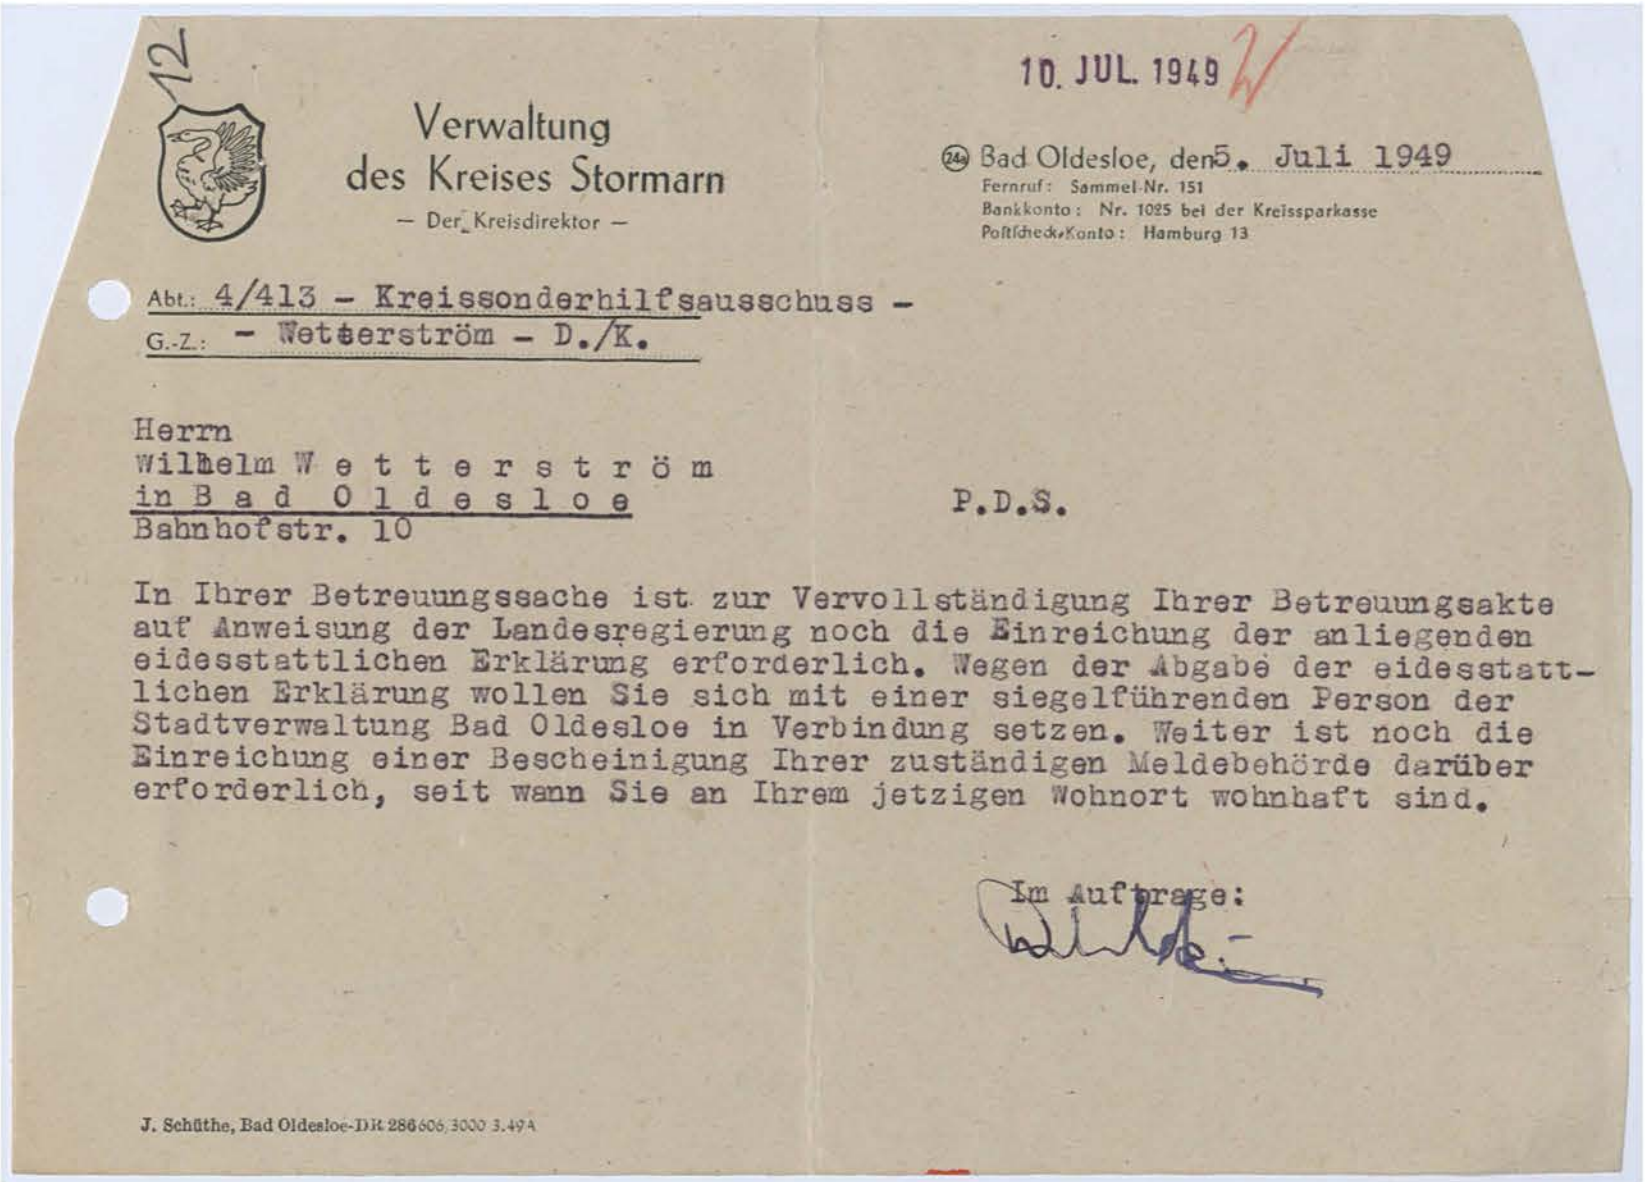 12
10. JUL. 1949
Verwaltung
des Kreises Stormarn
— Der Kreisdirektor —
24a Bad Oldesloe, den 5. Juli 1949
Fernruf: Sammel-Nr. 151
Bankkonto: Nr. 1025 bei der Kreissparkasse
Postscheck-Konto: Hamburg 13
Abt.: 4/413 - Kreissonderhilfsausschuss -
G.-Z.: - Wetterström - D./K.
Herrn
Wilhelm W e t t e r s t r ö m
in B a d O l d e s l o e
Bahnhofstr. 10
P.D.S.
In Ihrer Betreuungssache ist zur Vervollständigung Ihrer Betreuungsakte
auf Anweisung der Landesregierung noch die Einreichung der anliegenden
eidesstattlichen Erklärung erforderlich. Wegen der Abgabe der eidesstatt-
lichen Erklärung wollen Sie sich mit einer siegelführenden Person der
Stadtverwaltung Bad Oldesloe in Verbindung setzen. Weiter ist noch die
Einreichung einer Bescheinigung Ihrer zuständigen Meldebehörde darüber
erforderlich, seit wann Sie an Ihrem jetzigen Wohnort wohnhaft sind.
Im Auftrage:
J. Schüthe, Bad Oldesloe-DR 286606/3000 3.49 A